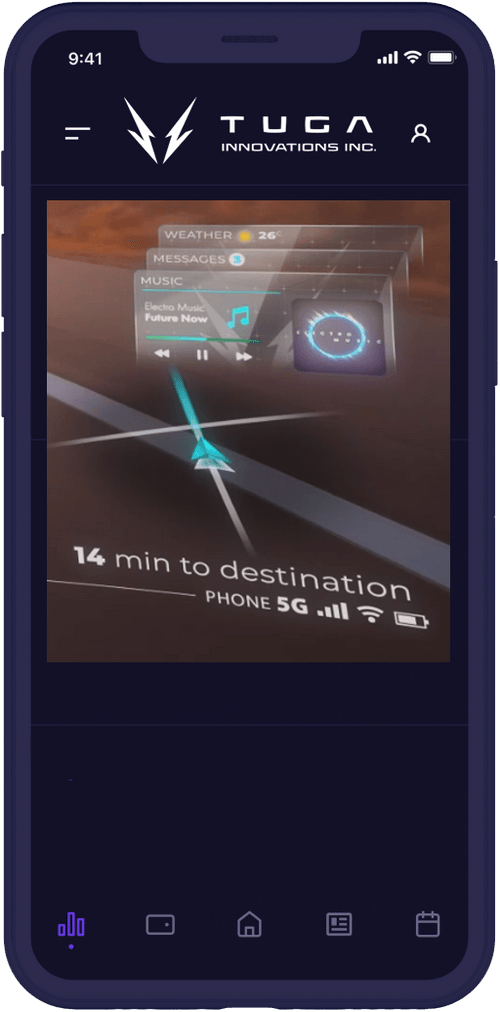 9:41
TUGA
INNOVATIONS INC.
WEATHER 26°
MESSAGES 3
MUSIC
Electro Music
Future Now
ELECTRO
MUSIC
14 min to destination
PHONE 5G